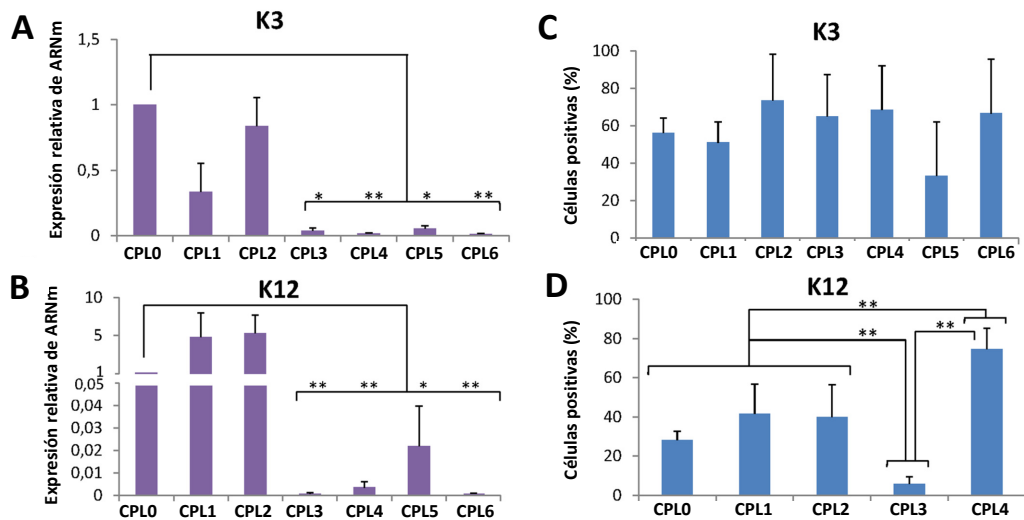 A
K3
Expresión relativa de ARNm
1,5
1
0,5
0
* ** * **
CPL0 CPL1 CPL2 CPL3 CPL4 CPL5 CPL6
B
K12
Expresión relativa de ARNm
10
5
1
0,05
0,04
0,03
0,02
0,01
0
** ** * **
CPL0 CPL1 CPL2 CPL3 CPL4 CPL5 CPL6
C
K3
Células positivas (%)
100
80
60
40
20
0
CPL0 CPL1 CPL2 CPL3 CPL4 CPL5 CPL6
D
K12
Células positivas (%)
100
80
60
40
20
0
**
** **
CPL0 CPL1 CPL2 CPL3 CPL4